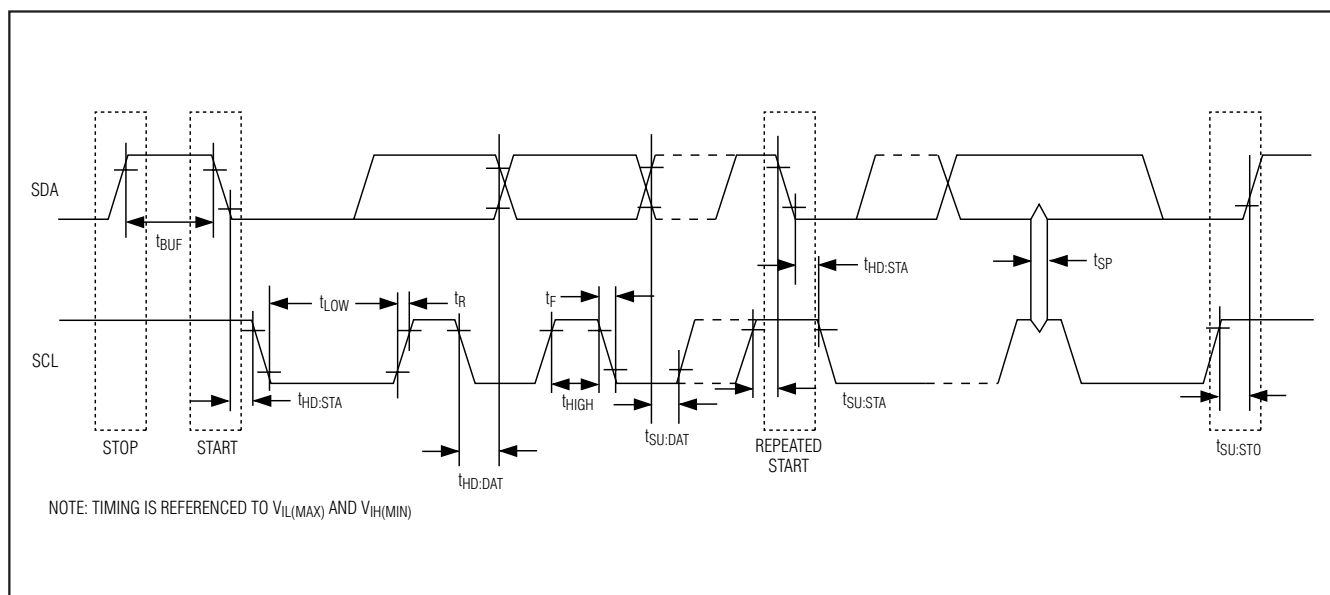 SDA
tBUF
tHD:STA
tSP
tLOW
tR
tF
SCL
tHD:STA
tHIGH
tSU:STA
tSU:DAT
tSU:STO
STOP
START
REPEATED
START
tHD:DAT
NOTE: TIMING IS REFERENCED TO VIL(MAX) AND VIH(MIN)